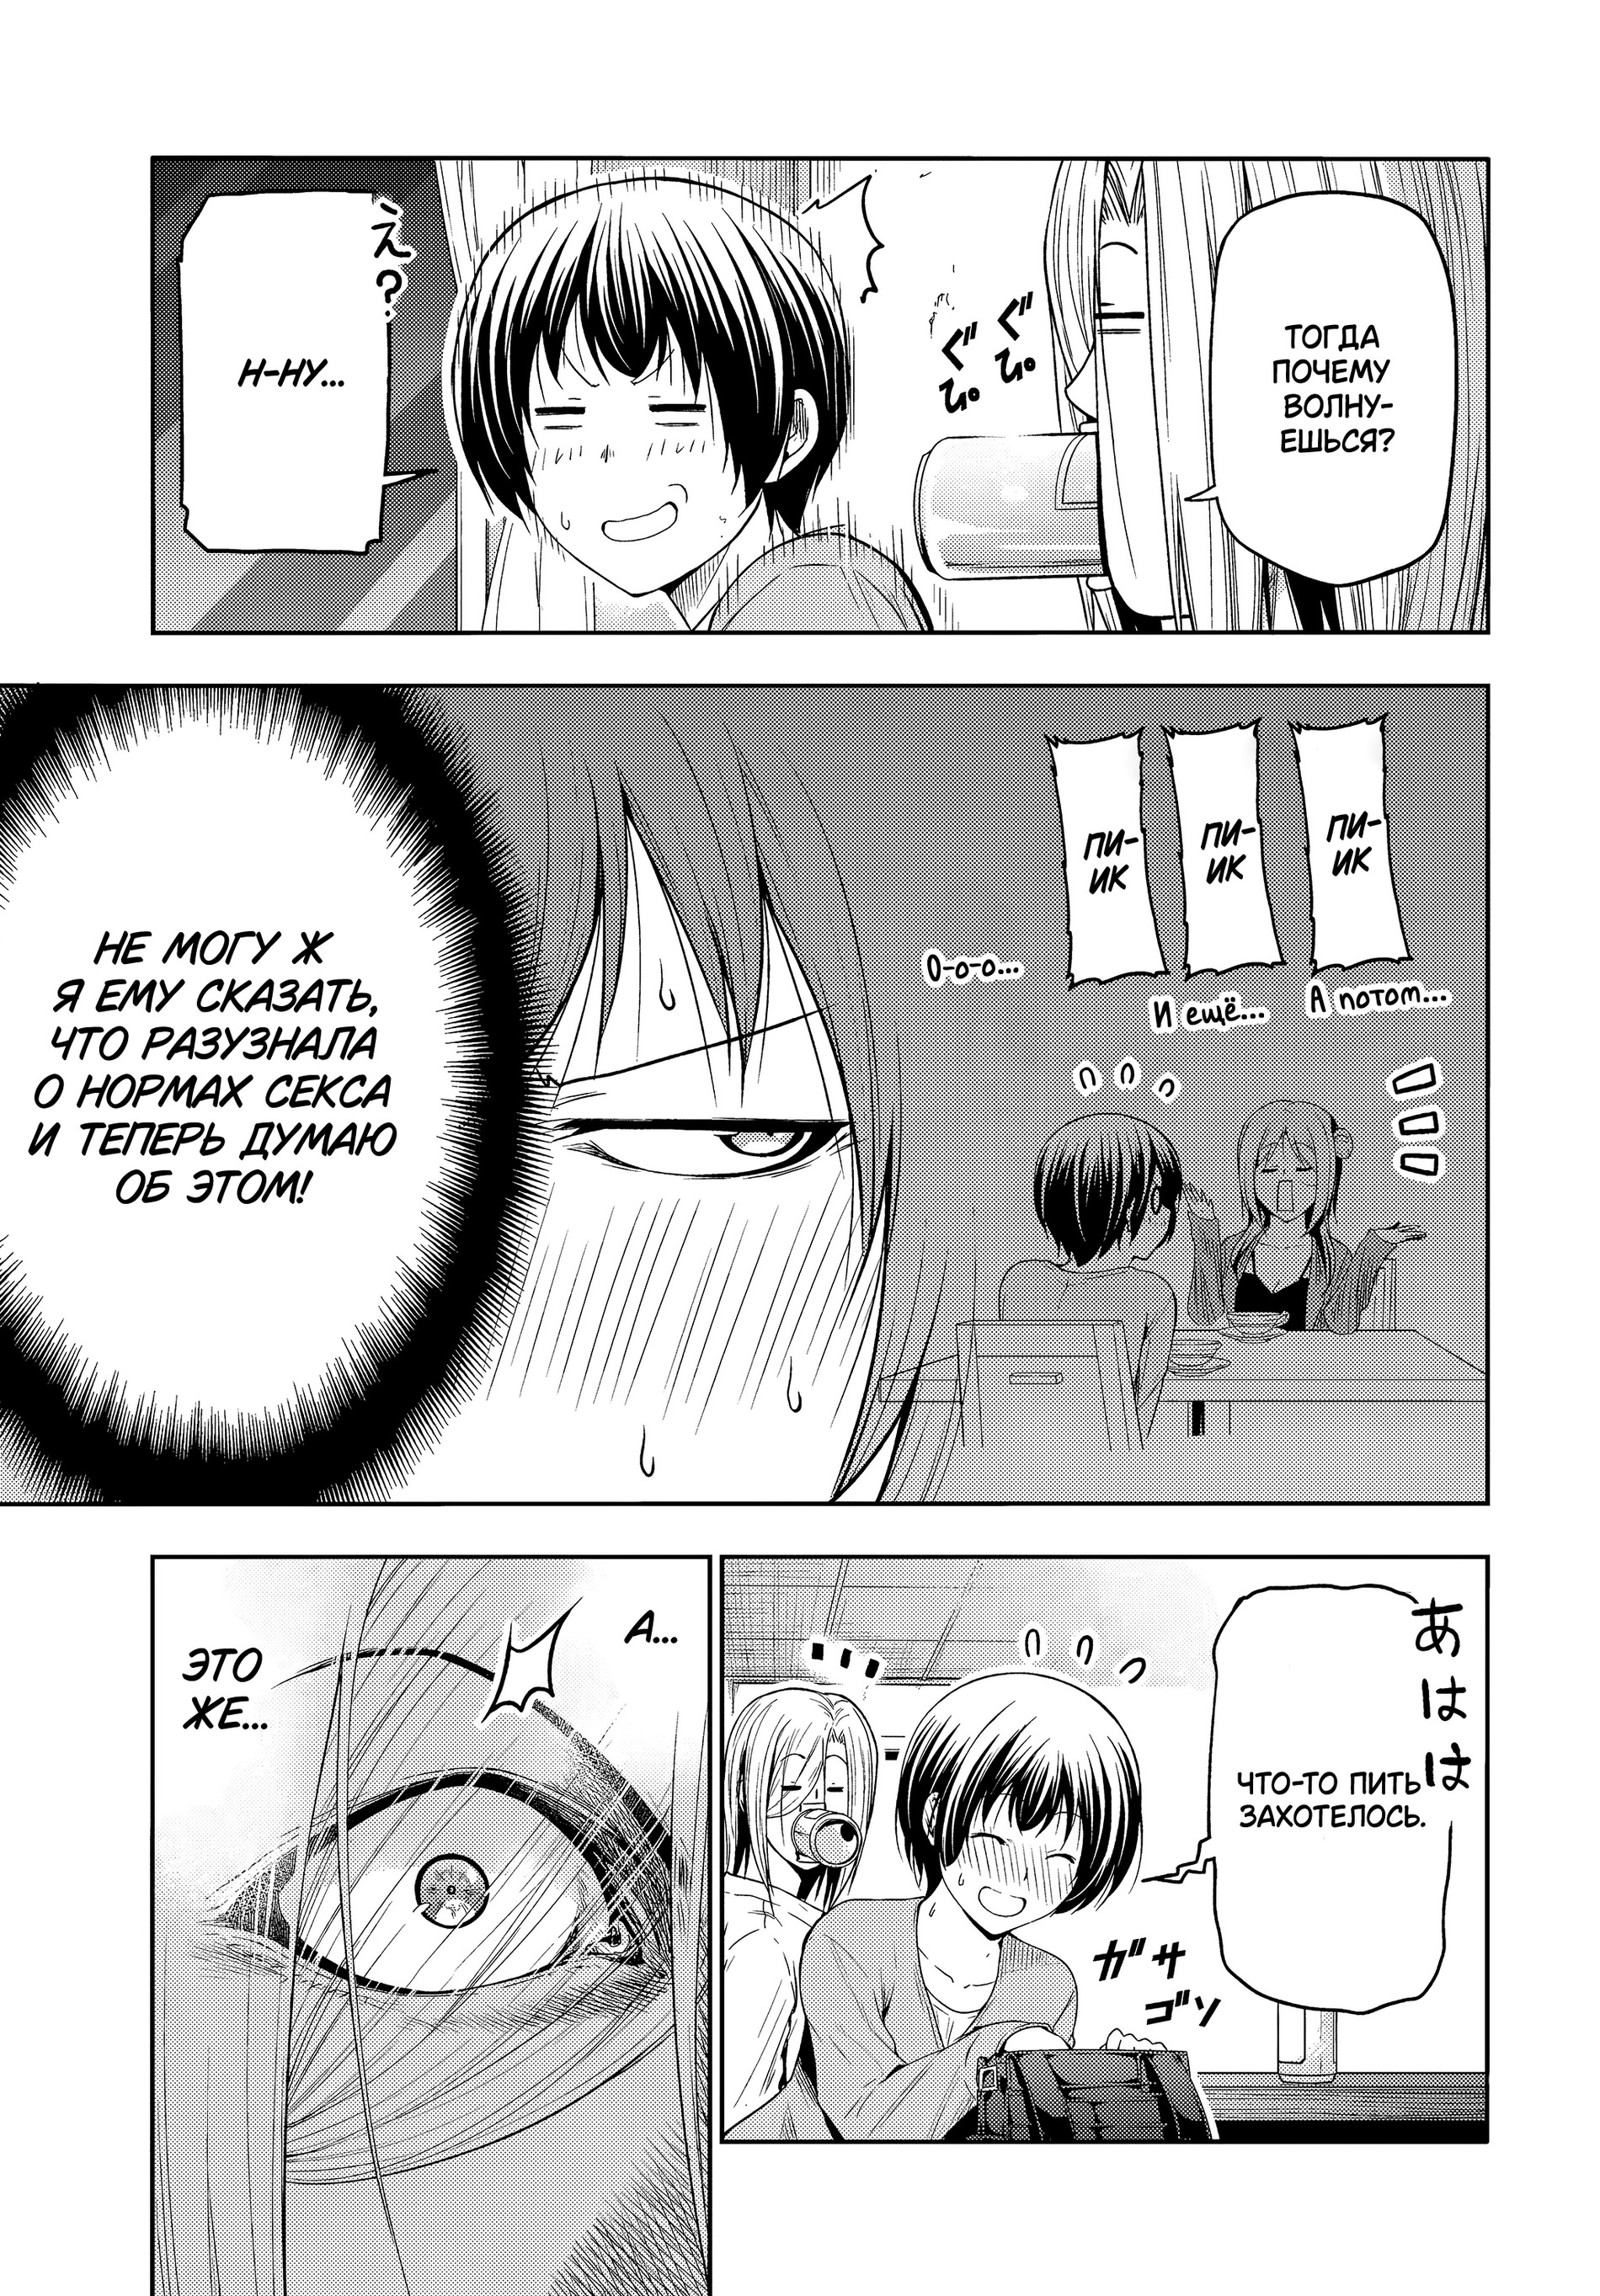 ТОГДА
ПОЧЕМУ
ВОЛНУ-
ЕШЬСЯ?
ぐび
ぐび
え?
Н-НУ...
ПИ-
ИК
ПИ-
ИК
ПИ-
ИК
А потом...
И ещё...
О-о-о...
НЕ МОГУ Ж
Я ЕМУ СКАЗАТЬ,
ЧТО РАЗУЗНАЛА
О НОРМАХ СЕКСА
И ТЕПЕРЬ ДУМАЮ
ОБ ЭТОМ!
あはは
ЧТО-ТО ПИТЬ
ЗАХОТЕЛОСЬ.
ガサ
ゴソ
А...
ЭТО
ЖЕ...